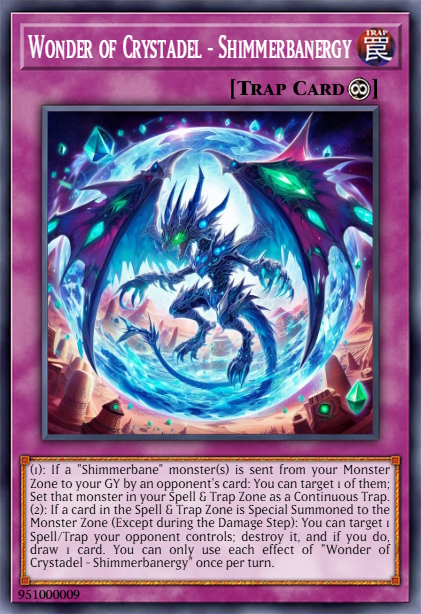 Wonder of Crystadel - Shimmerbanergy
TRAP
罠
[Trap Card]
(1): If a "Shimmerbane" monster(s) is sent from your Monster
Zone to your GY by an opponent's card: You can target 1 of them;
Set that monster in your Spell & Trap Zone as a Continuous Trap.
(2): If a card in the Spell & Trap Zone is Special Summoned to the
Monster Zone (Except during the Damage Step): You can target 1
Spell/Trap your opponent controls; destroy it, and if you do,
draw 1 card. You can only use each effect of "Wonder of
Crystadel - Shimmerbanergy" once per turn.
951000009